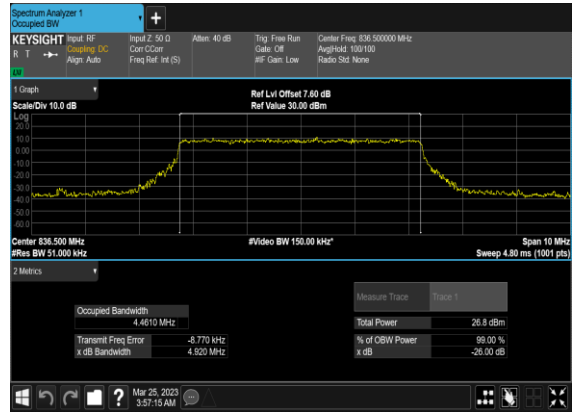 Spectrum Analyzer 1
Occupied BW
KEYSIGHT
R T
LW
Input: RF
Coupling: DC
Align: Auto
Input Z: 50 Ω
Corr CCorr
Freq Ref: Int (S)
Atten: 40 dB
Trig: Free Run
Gate: Off
#IF Gain: Low
Center Freq: 836.500000 MHz
Avg|Hold: 100/100
Radio Std: None
1 Graph
Scale/Div 10.0 dB
Ref Lvl Offset 7.60 dB
Ref Value 30.00 dBm
Log
20.0
10.0
0.00
-10.0
-20.0
-30.0
-40.0
-50.0
-60.0
Center 836.500 MHz
#Video BW 150.00 kHz*
Span 10 MHz
#Res BW 51.000 kHz
Sweep 4.80 ms (1001 pts)
2 Metrics
Measure Trace Trace 1
Occupied Bandwidth
4.4610 MHz
Total Power 26.8 dBm
Transmit Freq Error -8.770 kHz
% of OBW Power 99.00 %
x dB Bandwidth 4.920 MHz
x dB -26.00 dB
?
Mar 25, 2023
3:57:15 AM